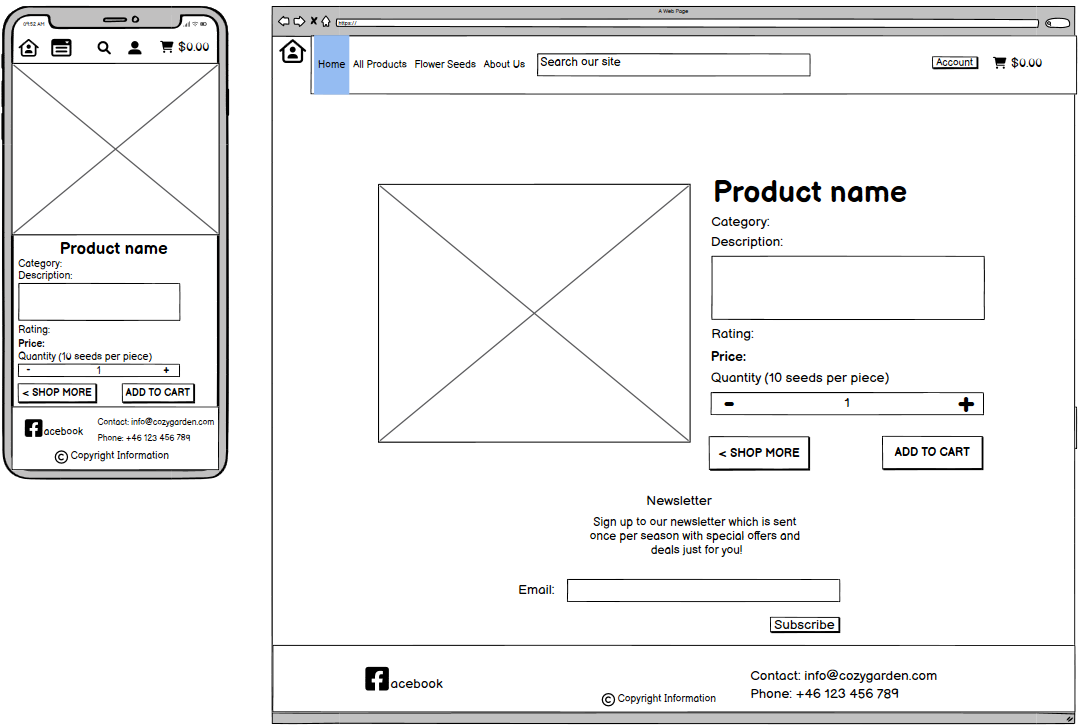 09:52 AM
$0.00
Product name
Category:
Description:
Rating:
Price:
Quantity (10 seeds per piece)
- 1 +
< SHOP MORE ADD TO CART
acebook
Contact: info@cozygarden.com
Phone: +46 123 456 789
© Copyright Information
A Web Page
https://
Home All Products Flower Seeds About Us Search our site Account $0.00
Product name
Category:
Description:
Rating:
Price:
Quantity (10 seeds per piece)
- 1 +
< SHOP MORE ADD TO CART
Newsletter
Sign up to our newsletter which is sent
once per season with special offers and
deals just for you!
Email:
Subscribe
acebook
© Copyright Information
Contact: info@cozygarden.com
Phone: +46 123 456 789